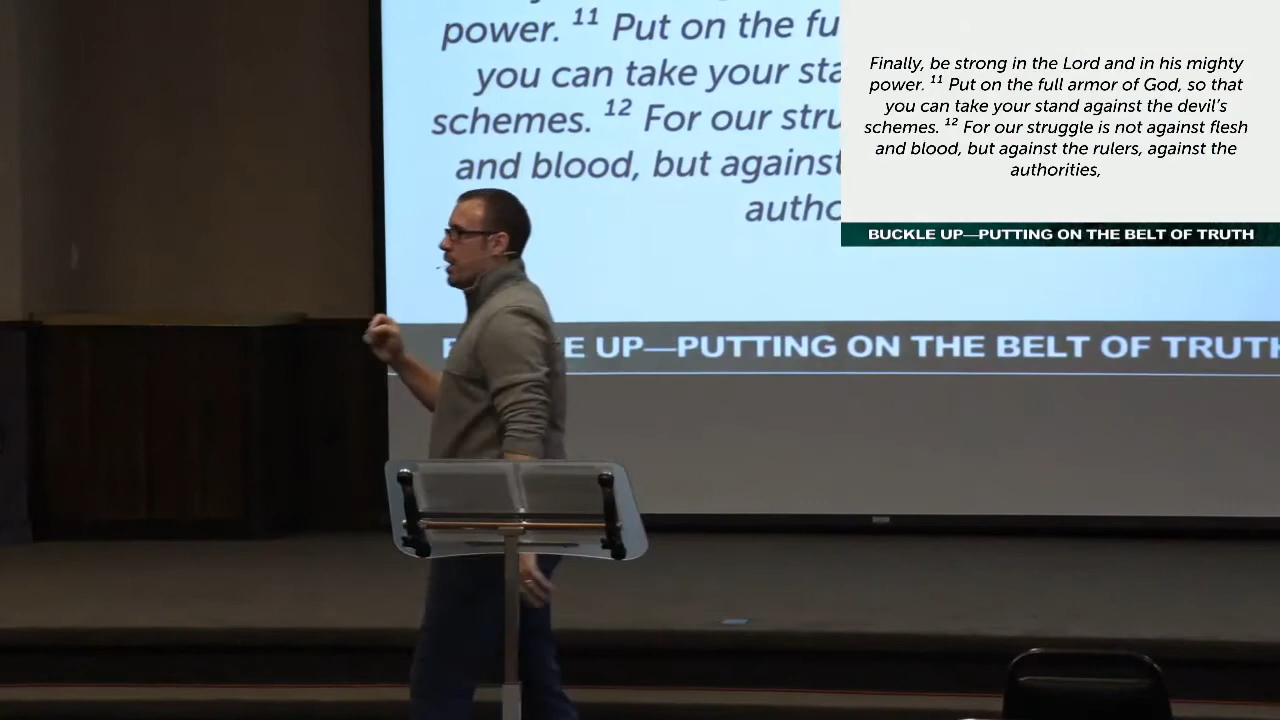 power. ¹¹ Put on the fu
you can take your sta
schemes. ¹² For our stru
and blood, but against
autho
E UP—PUTTING ON THE BELT OF TRUTH
Finally, be strong in the Lord and in his mighty
power. ¹¹ Put on the full armor of God, so that
you can take your stand against the devil's
schemes. ¹² For our struggle is not against flesh
and blood, but against the rulers, against the
authorities,
BUCKLE UP—PUTTING ON THE BELT OF TRUTH